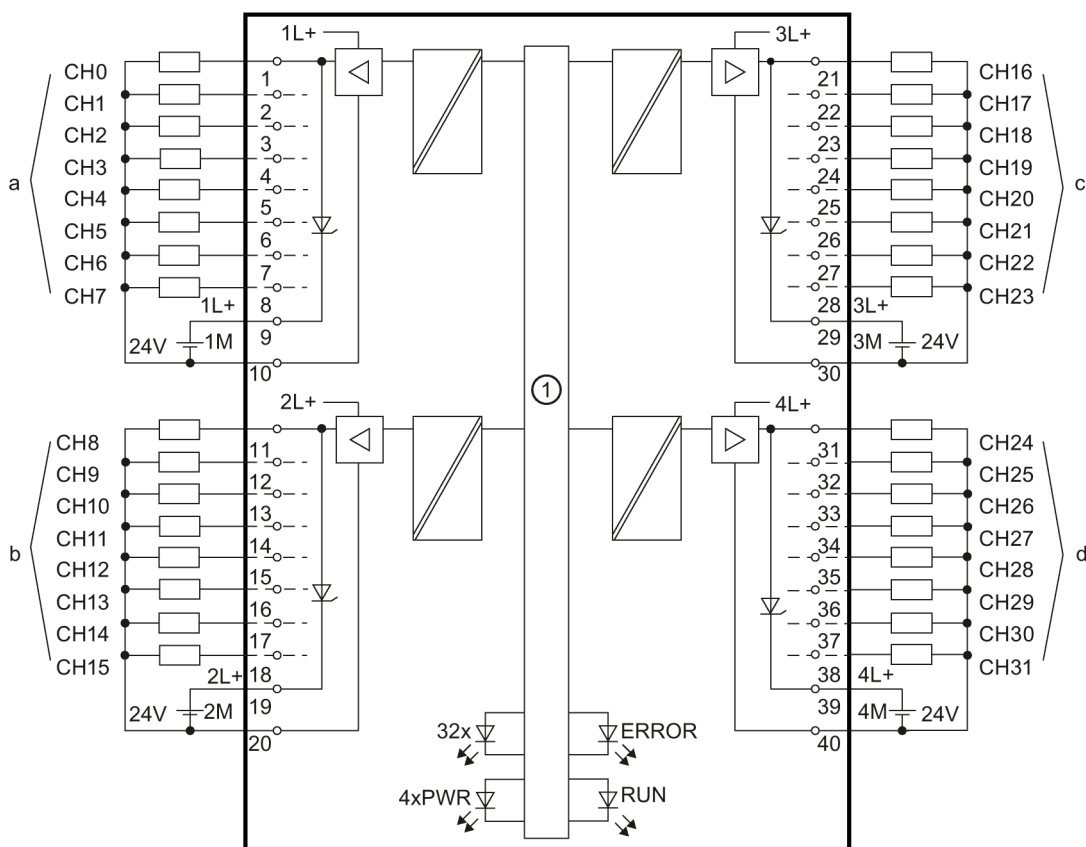 1L+ 3L+
CH0 1 21 CH16
CH1 2 22 CH17
CH2 3 23 CH18
CH3 4 24 CH19
a CH4 5 25 CH20 c
CH5 6 26 CH21
CH6 7 27 CH22
CH7 1L+ 8 28 3L+ CH23
24V 1M 9 29 3M 24V
10 30
1
2L+ 4L+
CH8 11 31 CH24
CH9 12 32 CH25
CH10 13 33 CH26
CH11 14 34 CH27
b CH12 15 35 CH28 d
CH13 16 36 CH29
CH14 17 37 CH30
CH15 2L+ 18 38 4L+ CH31
24V 2M 19 39 4M 24V
20 40
32x ERROR
4xPWR RUN